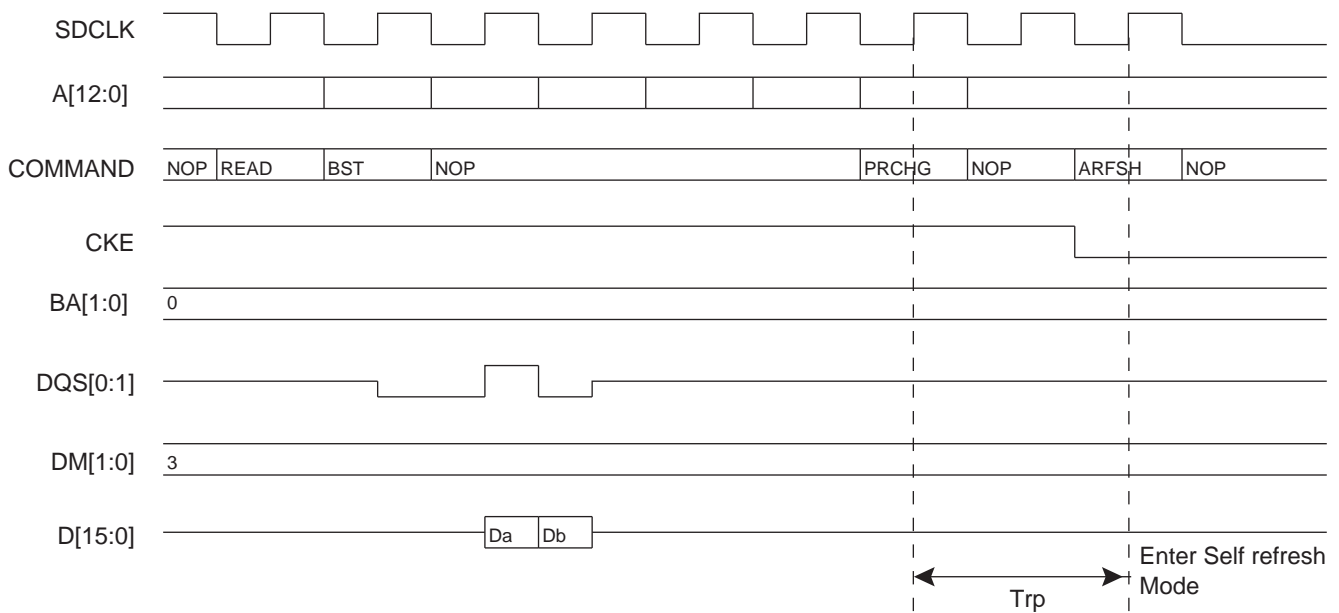 SDCLK
A[12:0]
COMMAND NOP READ BST NOP PRCHG NOP ARFSH NOP
CKE
BA[1:0] 0
DQS[0:1]
DM[1:0] 3
D[15:0] Da Db
Trp
Enter Self refresh
Mode